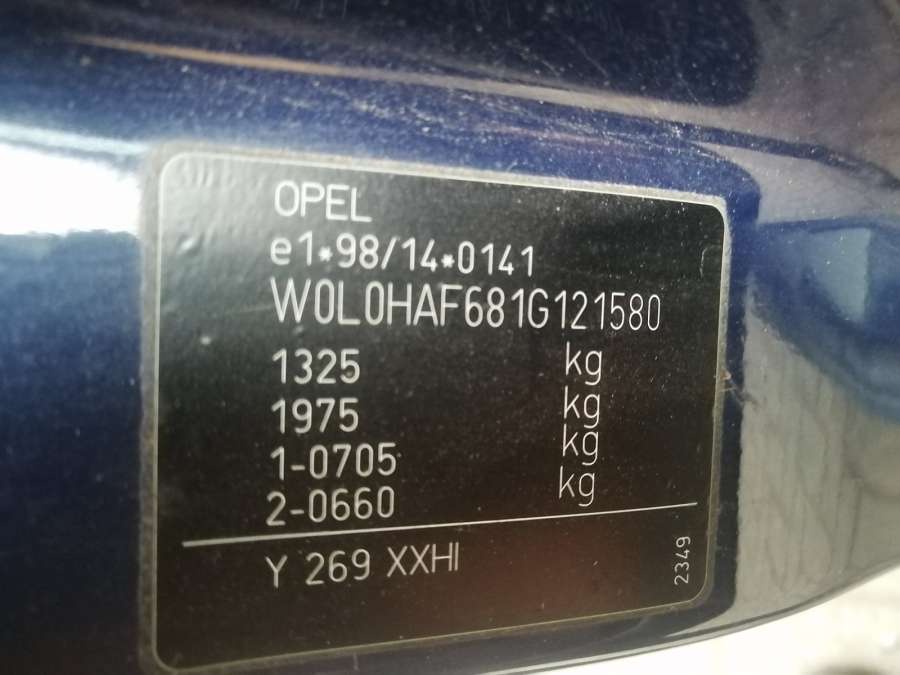 OPEL
e1*98/14*0141
W0L0HAF681G121580
1325 kg
1975 kg
1-0705 kg
2-0660 kg
Y 269 XXHI
2349